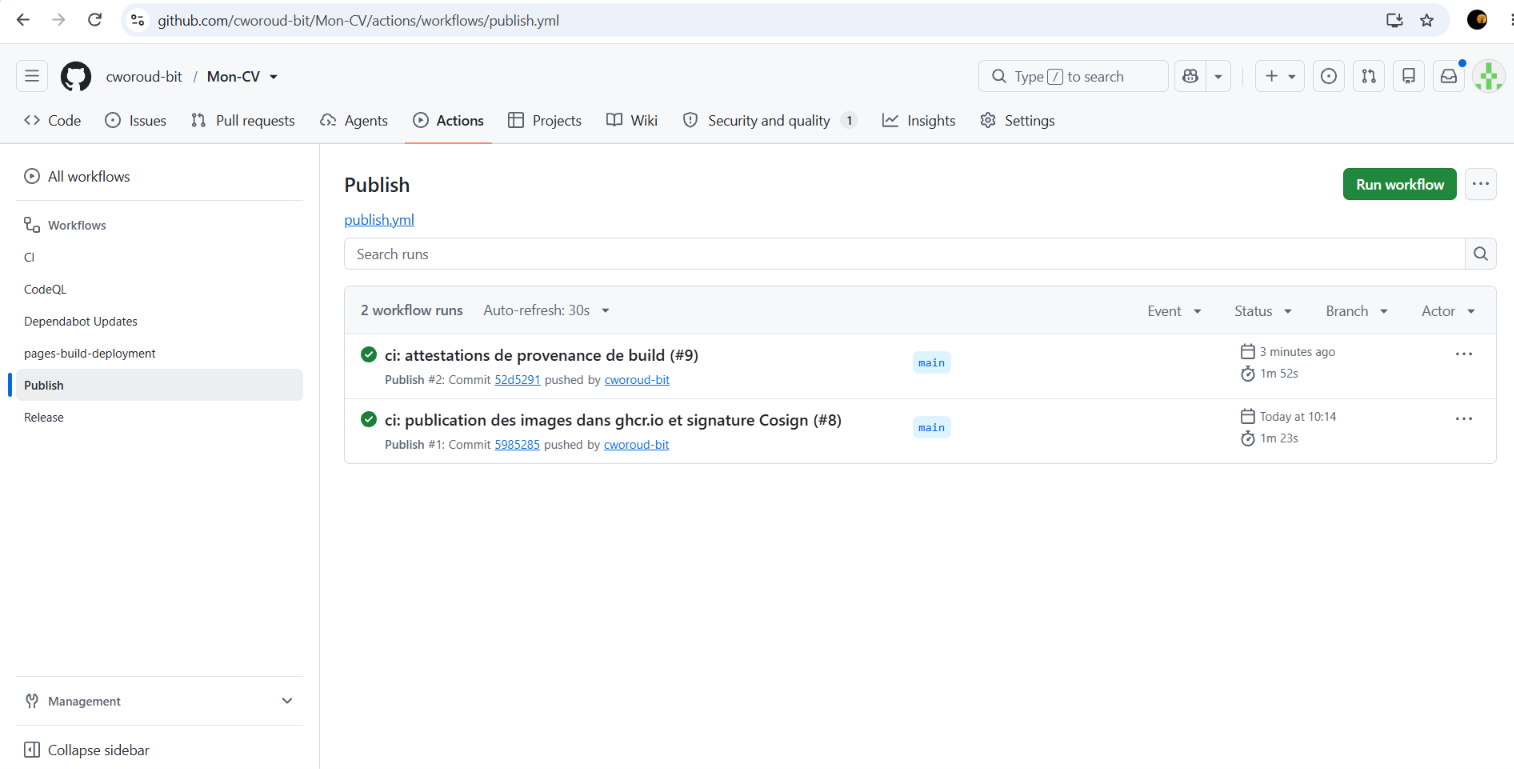 github.com/cworoud-bit/Mon-CV/actions/workflows/publish.yml
cworoud-bit / Mon-CV
Type / to search
Code Issues Pull requests Agents Actions Projects Wiki Security and quality 1 Insights Settings
All workflows
Workflows
CI
CodeQL
Dependabot Updates
pages-build-deployment
Publish
Release
Management
Collapse sidebar
Publish
Run workflow
publish.yml
Search runs
2 workflow runs Auto-refresh: 30s Event Status Branch Actor
ci: attestations de provenance de build (#9)
Publish #2: Commit 52d5291 pushed by cworoud-bit
main
3 minutes ago
1m 52s
ci: publication des images dans ghcr.io et signature Cosign (#8)
Publish #1: Commit 5985285 pushed by cworoud-bit
main
Today at 10:14
1m 23s